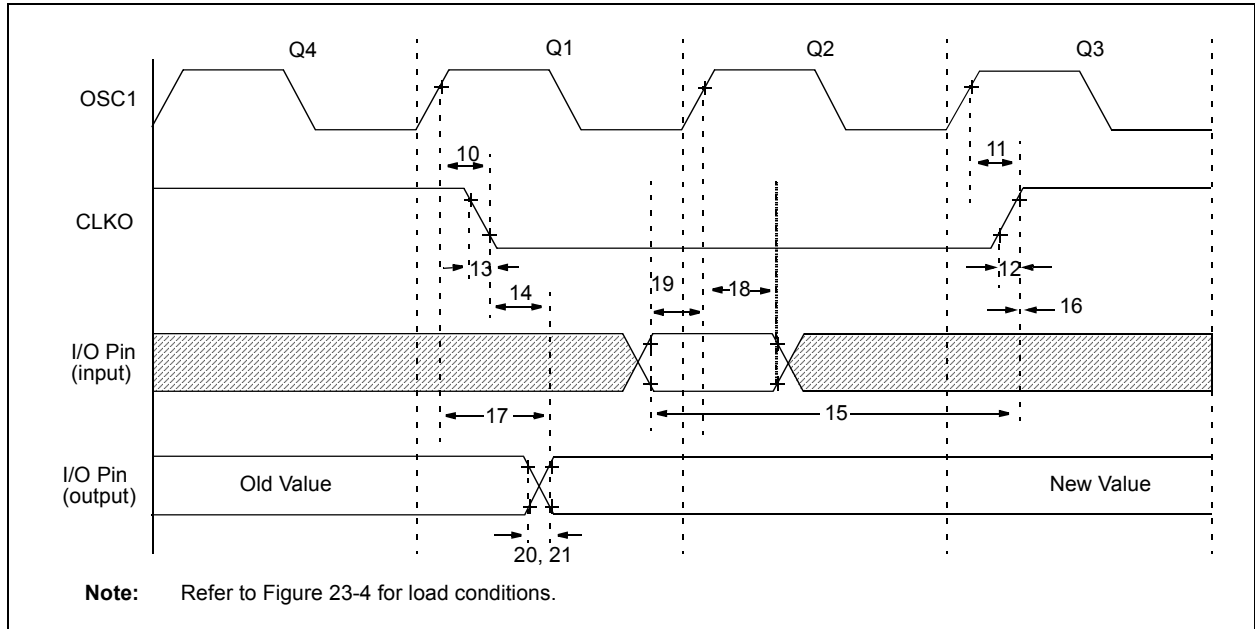 Q4 Q1 Q2 Q3
OSC1
10 11
CLKO
13 12
14 19 18 16
I/O Pin
(input)
17 15
I/O Pin
(output)
Old Value New Value
20, 21
Note: Refer to Figure 23-4 for load conditions.